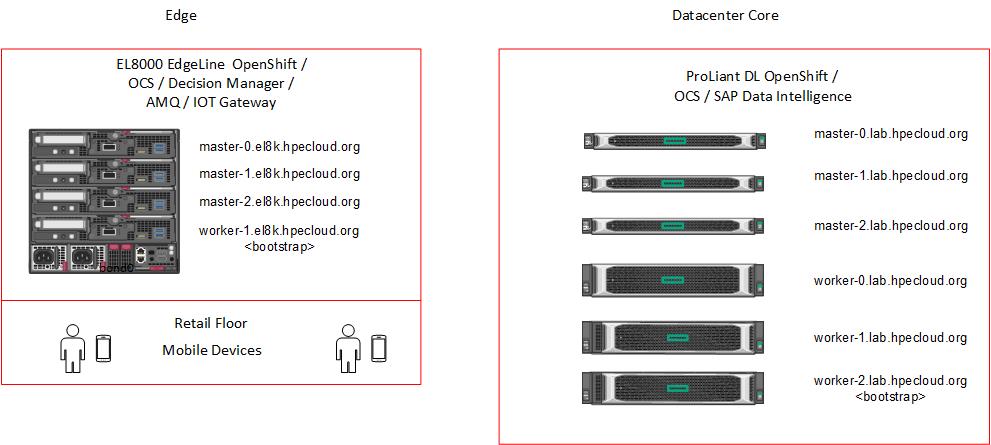 Edge
EL8000 EdgeLine OpenShift /
OCS / Decision Manager /
AMQ / IOT Gateway
master-0.el8k.hpecloud.org
master-1.el8k.hpecloud.org
master-2.el8k.hpecloud.org
worker-1.el8k.hpecloud.org
<bootstrap>
bond0
Retail Floor
Mobile Devices
Datacenter Core
ProLiant DL OpenShift /
OCS / SAP Data Intelligence
master-0.lab.hpecloud.org
master-1.lab.hpecloud.org
master-2.lab.hpecloud.org
worker-0.lab.hpecloud.org
worker-1.lab.hpecloud.org
worker-2.lab.hpecloud.org
<bootstrap>